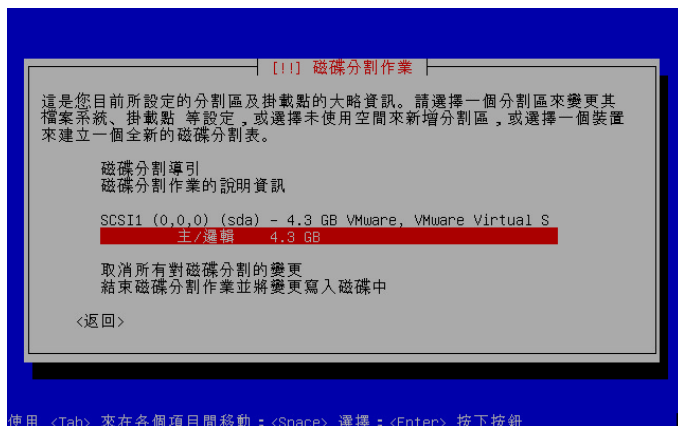 [!!] 磁碟分割作業
這是您目前所設定的分割區及掛載點的大略資訊。請選擇一個分割區來變更其
檔案系統、掛載點 等設定,或選擇未使用空間來新增分割區,或選擇一個裝置
來建立一個全新的磁碟分割表。
磁碟分割導引
磁碟分割作業的說明資訊
SCSI1 (0,0,0) (sda) - 4.3 GB VMware, VMware Virtual S
主/邏輯 4.3 GB
取消所有對磁碟分割的變更
結束磁碟分割作業並將變更寫入磁碟中
<返回>
使用 <Tab> 來在各個項目間移動;<Space> 選擇;<Enter> 按下按鈕